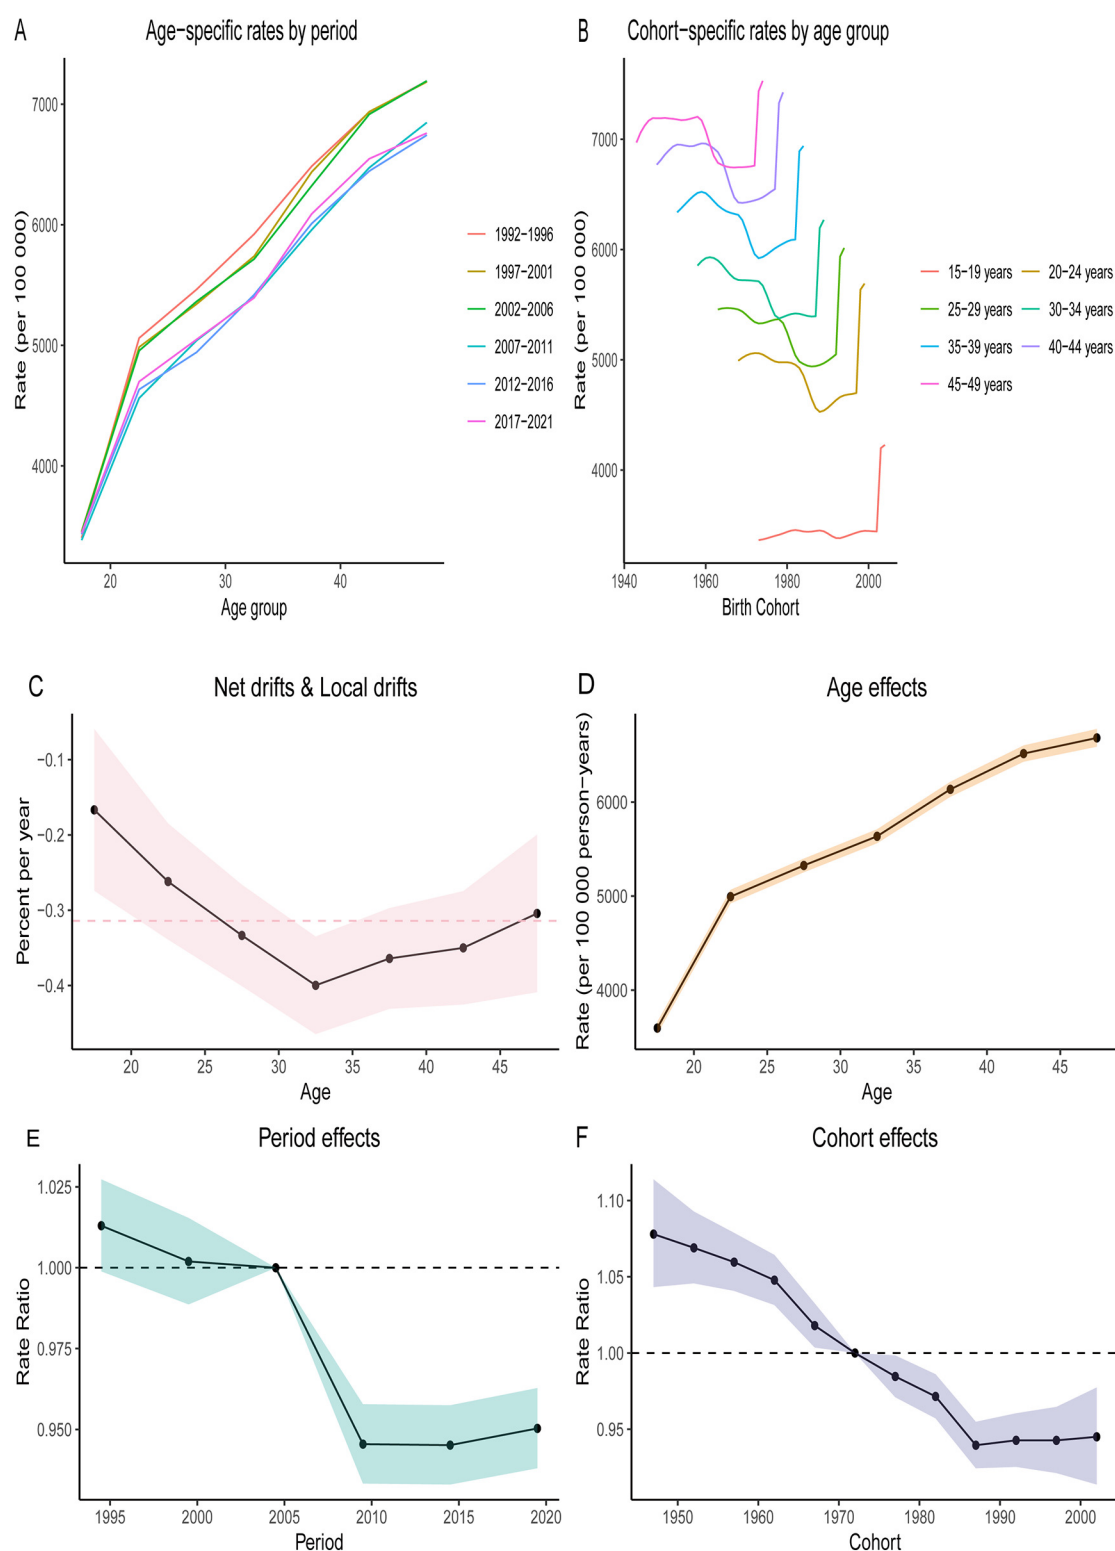 A
Age−specific rates by period
Rate (per 100 000)
7000
6000
5000
4000
20
30
40
Age group
1992−1996
1997−2001
2002−2006
2007−2011
2012−2016
2017−2021
B
Cohort−specific rates by age group
Rate (per 100 000)
7000
6000
5000
4000
1940
1960
1980
2000
Birth Cohort
15−19 years
20−24 years
25−29 years
30−34 years
35−39 years
40−44 years
45−49 years
C
Net drifts & Local drifts
Percent per year
−0.1
−0.2
−0.3
−0.4
20
25
30
35
40
45
Age
D
Age effects
Rate (per 100 000 person−years)
6000
5000
4000
20
25
30
35
40
45
Age
E
Period effects
Rate Ratio
1.025
1.000
0.975
0.950
1995
2000
2005
2010
2015
2020
Period
F
Cohort effects
Rate Ratio
1.10
1.05
1.00
0.95
1950
1960
1970
1980
1990
2000
Cohort